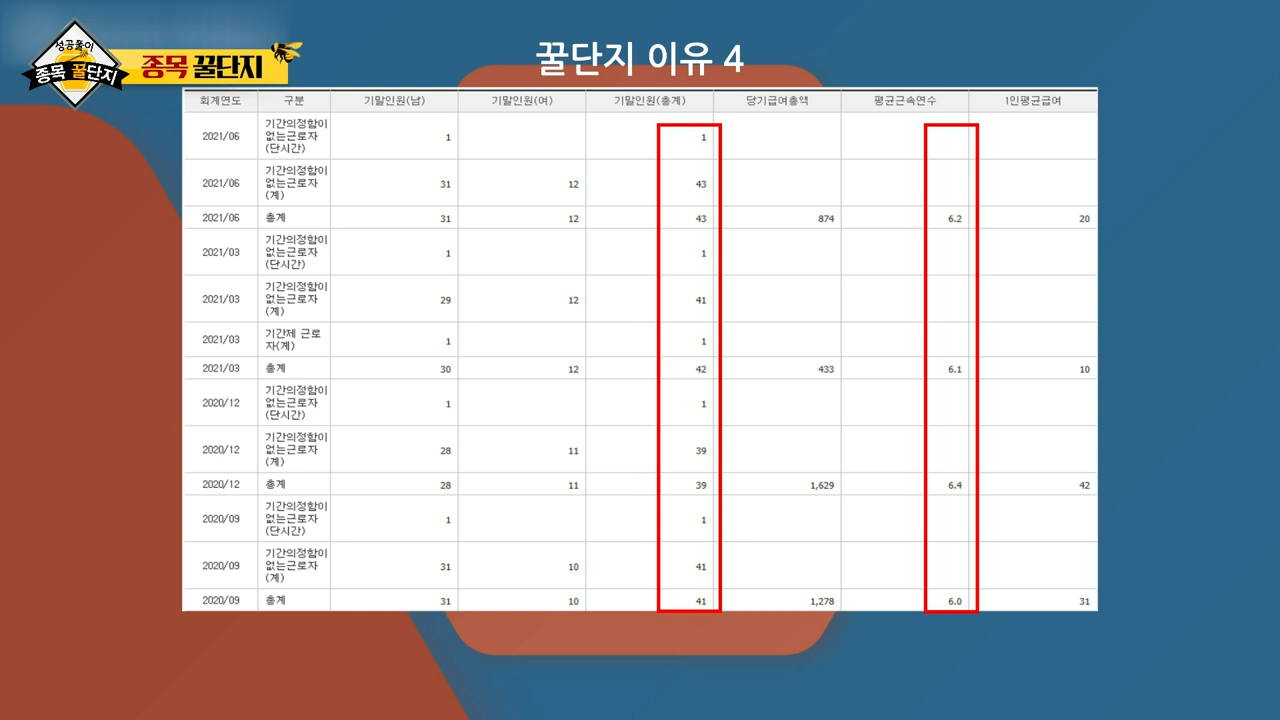 성공풀이
종목 꿀단지
종목 꿀단지
꿀단지 이유 4
회계연도 구분 기말인원(남) 기말인원(여) 기말인원(총계) 당기급여총액 평균근속연수 1인평균급여
2021/06 기간의정함이
없는근로자
(단시간) 1 1
2021/06 기간의정함이
없는근로자
(계) 31 12 43
2021/06 총계 31 12 43 874 6.2 20
2021/03 기간의정함이
없는근로자
(단시간) 1 1
2021/03 기간의정함이
없는근로자
(계) 29 12 41
2021/03 기간제 근로
자(계) 1 1
2021/03 총계 30 12 42 433 6.1 10
2020/12 기간의정함이
없는근로자
(단시간) 1 1
2020/12 기간의정함이
없는근로자
(계) 28 11 39
2020/12 총계 28 11 39 1,629 6.4 42
2020/09 기간의정함이
없는근로자
(단시간) 1 1
2020/09 기간의정함이
없는근로자
(계) 31 10 41
2020/09 총계 31 10 41 1,278 6.0 31